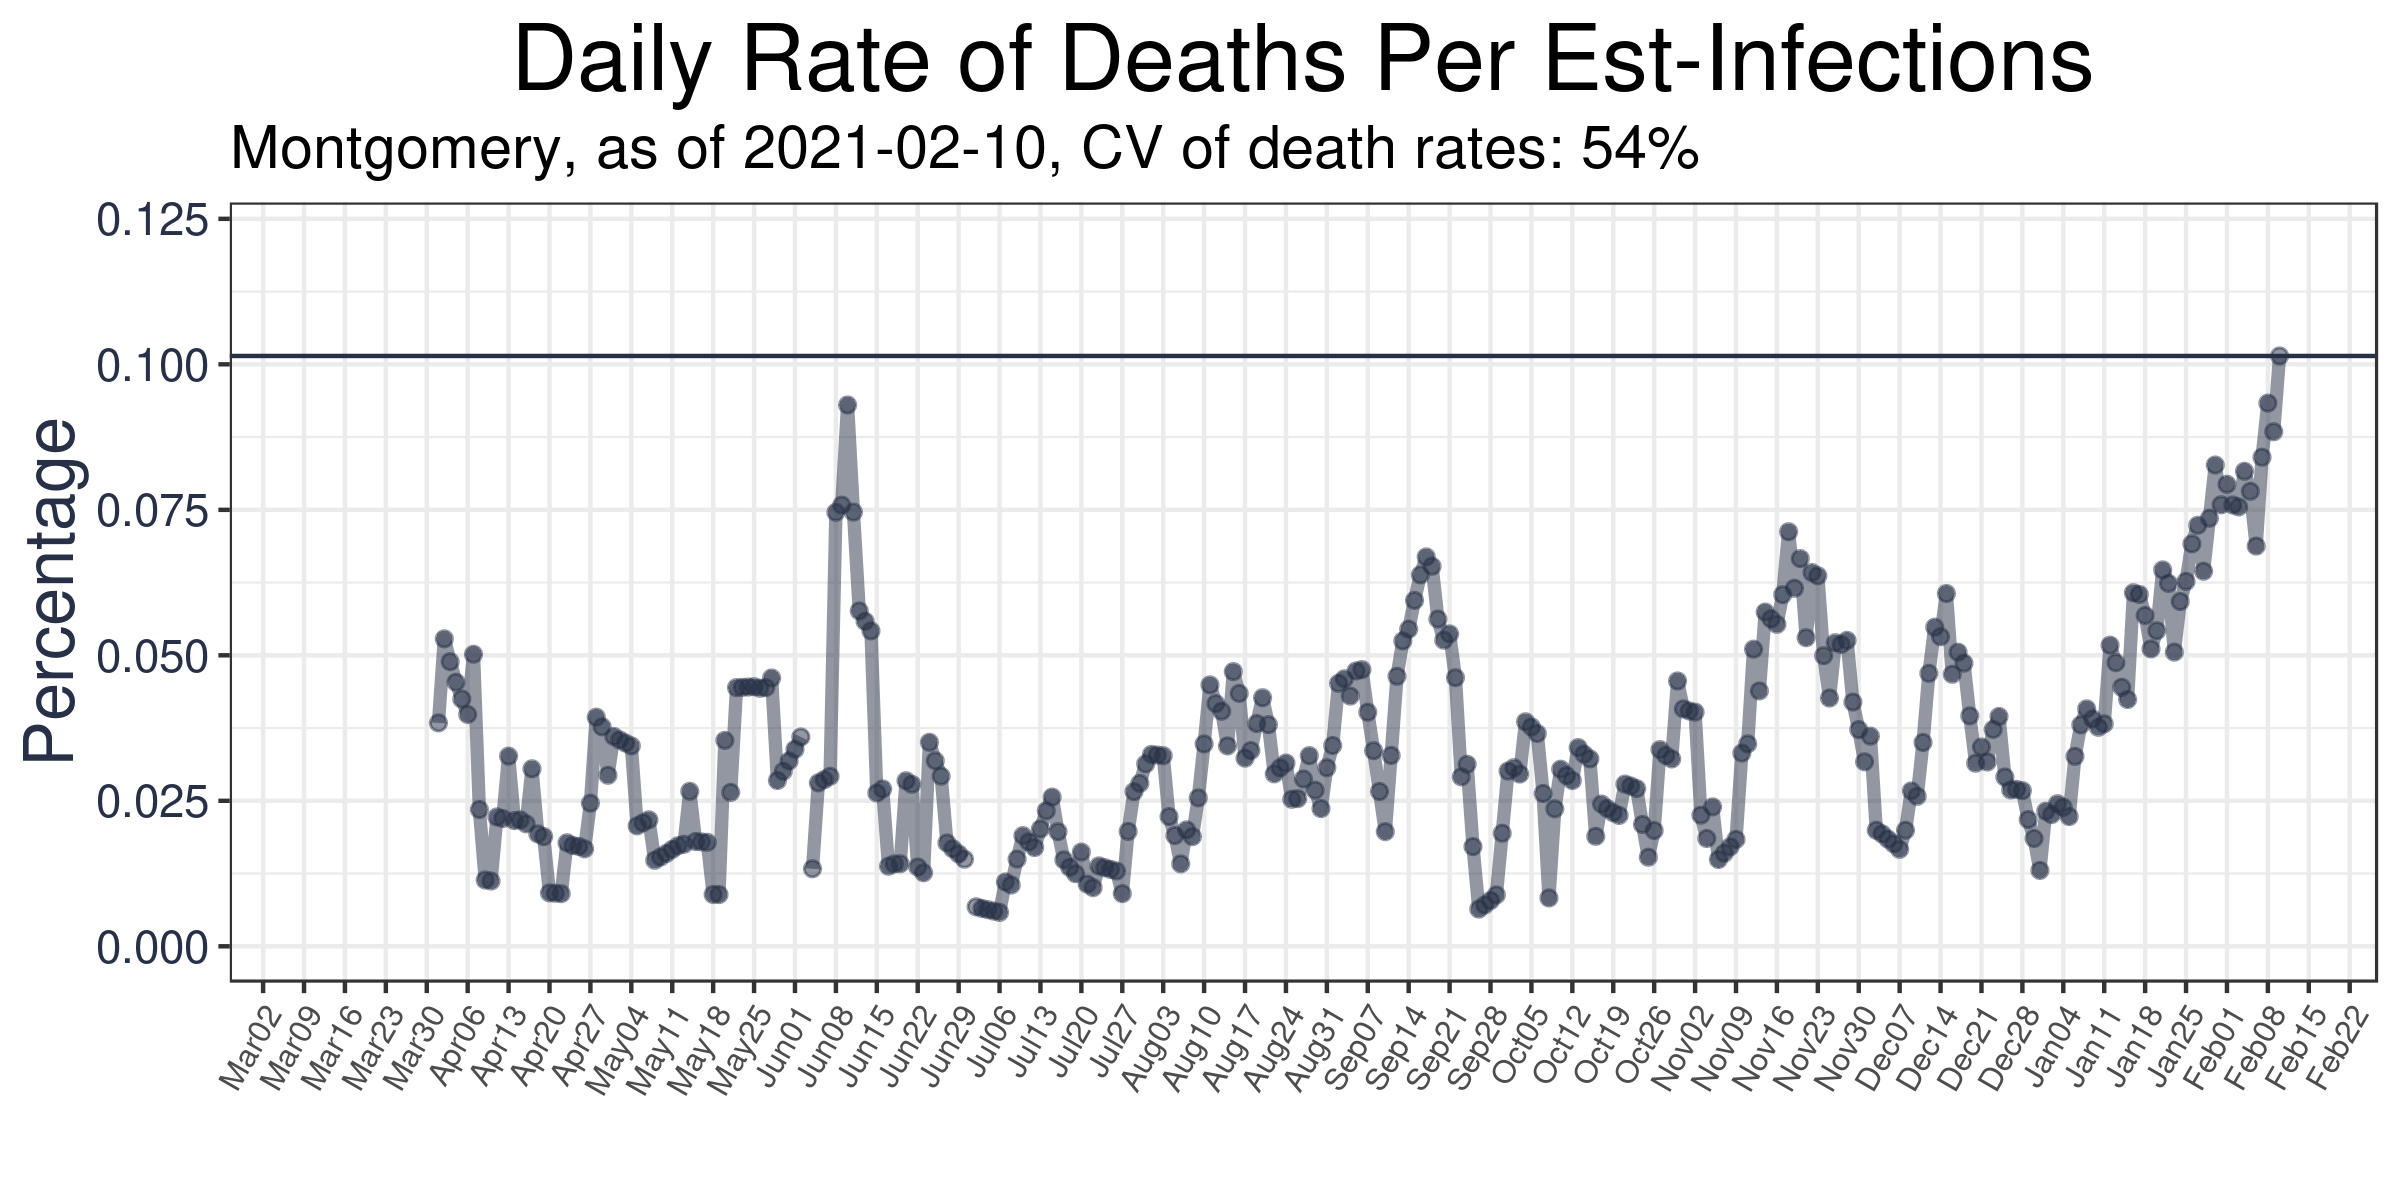 Daily Rate of Deaths Per Est-Infections
Montgomery, as of 2021-02-10, CV of death rates: 54%
Percentage
0.125
0.100
0.075
0.050
0.025
0.000
Mar02
Mar09
Mar16
Mar23
Mar30
Apr06
Apr13
Apr20
Apr27
May04
May11
May18
May25
Jun01
Jun08
Jun15
Jun22
Jun29
Jul06
Jul13
Jul20
Jul27
Aug03
Aug10
Aug17
Aug24
Aug31
Sep07
Sep14
Sep21
Sep28
Oct05
Oct12
Oct19
Oct26
Nov02
Nov09
Nov16
Nov23
Nov30
Dec07
Dec14
Dec21
Dec28
Jan04
Jan11
Jan18
Jan25
Feb01
Feb08
Feb15
Feb22